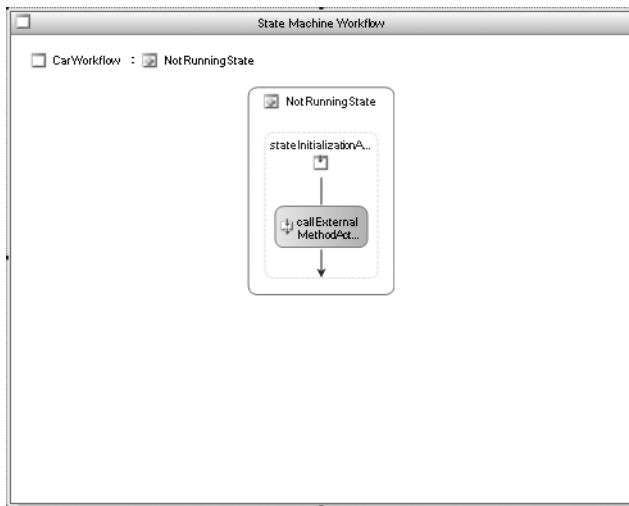 State Machine Workflow
CarWorkflow : NotRunningState
NotRunningState
stateInitializationA...
callExternal
MethodAct...